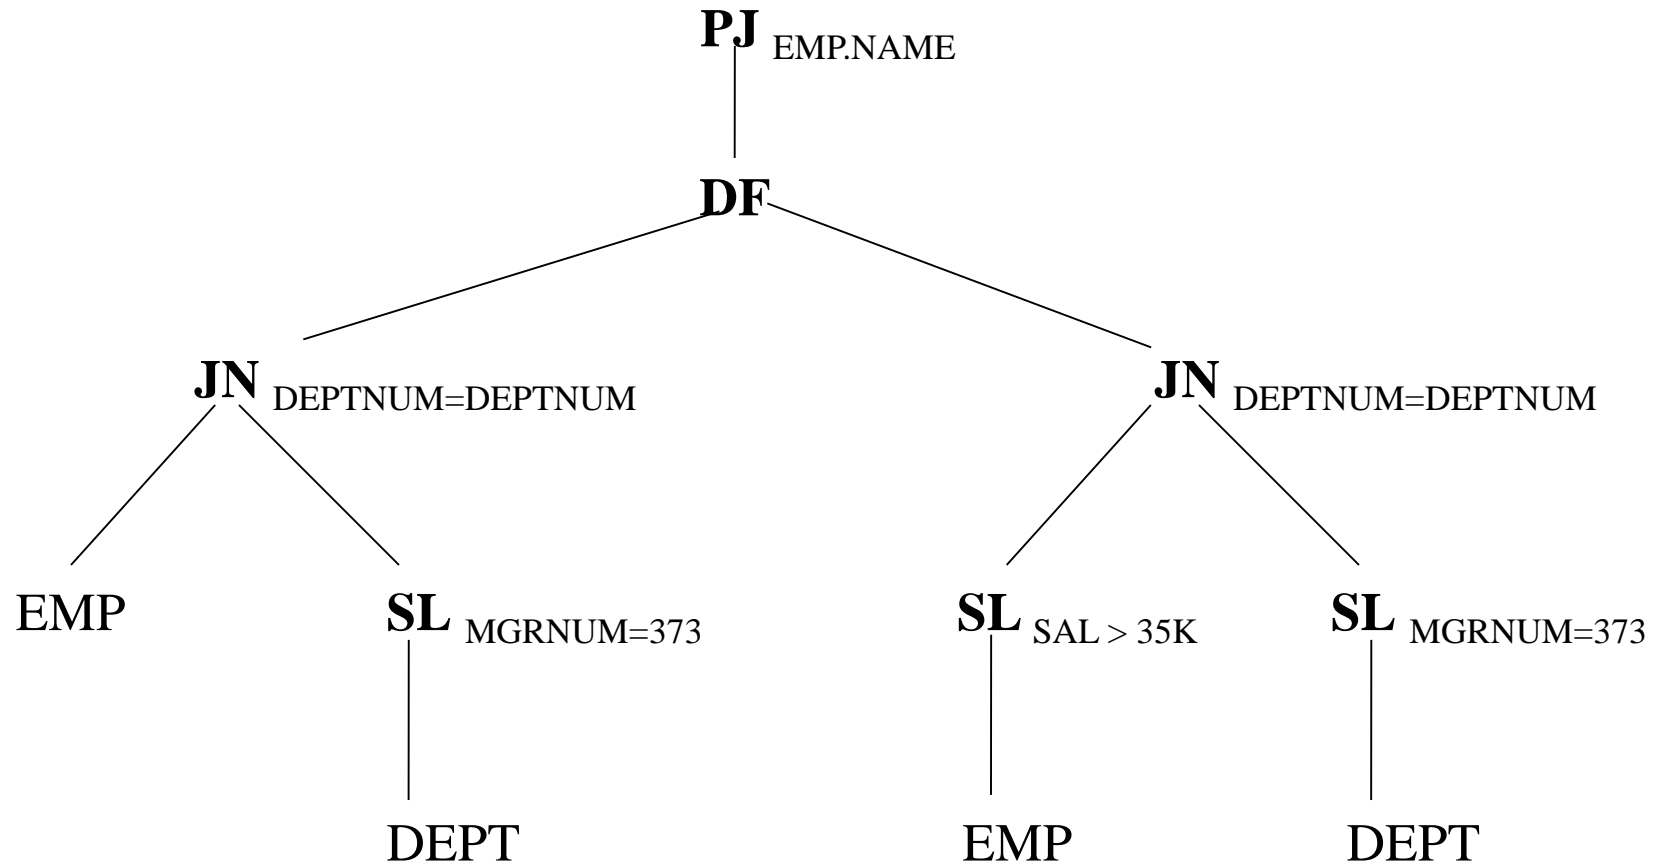 PJ EMP.NAME
DF
JN DEPTNUM=DEPTNUM
JN DEPTNUM=DEPTNUM
EMP
SL MGRNUM=373
SL SAL > 35K
SL MGRNUM=373
DEPT
EMP
DEPT